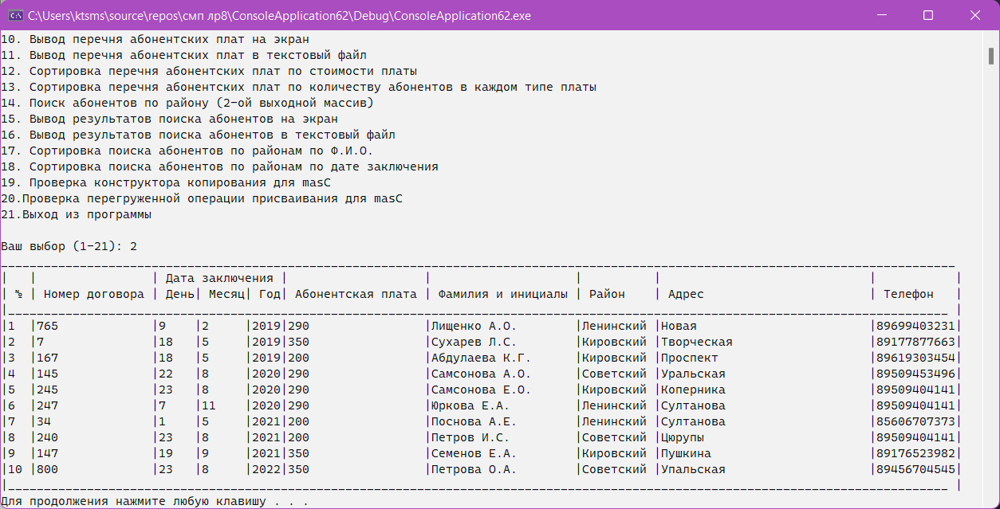 C:\Users\ktsms\source\repos\смп лр8\ConsoleApplication62\Debug\ConsoleApplication62.exe
10. Вывод перечня абонентских плат на экран
11. Вывод перечня абонентских плат в текстовый файл
12. Сортировка перечня абонентских плат по стоимости платы
13. Сортировка перечня абонентских плат по количеству абонентов в каждом типе платы
14. Поиск абонентов по району (2-ой выходной массив)
15. Вывод результатов поиска абонентов на экран
16. Вывод результатов поиска абонентов в текстовый файл
17. Сортировка поиска абонентов по районам по Ф.И.О.
18. Сортировка поиска абонентов по районам по дате заключения
19. Проверка конструктора копирования для masC
20.Проверка перегруженной операции присваивания для masC
21.Выход из программы
Ваш выбор (1-21): 2
| | | Дата заключения | | | | | |
| % | Номер договора | День| Месяц| Год| Абонентская плата | Фамилия и инициалы | Район | Адрес | Телефон |
|1 |765 |9 |2 |2019|290 |Лищенко А.О. |Ленинский |Новая |89699403231|
|2 |7 |18 |5 |2019|350 |Сухарев Л.С. |Кировский |Творческая |89177877663|
|3 |167 |18 |5 |2019|200 |Абдулаева К.Г. |Кировский |Проспект |89619303454|
|4 |145 |22 |8 |2020|290 |Самсонова А.О. |Советский |Уральская |89509453496|
|5 |245 |23 |8 |2020|290 |Самсонова Е.О. |Кировский |Коперника |89509404141|
|6 |247 |7 |11 |2020|290 |Юркова Е.А. |Ленинский |Султанова |89509404141|
|7 |34 |1 |5 |2021|200 |Поснова А.Е. |Ленинский |Султанова |85606707373|
|8 |240 |23 |8 |2021|200 |Петров И.С. |Советский |Цюрупы |89509404141|
|9 |147 |19 |9 |2021|350 |Семенов Е.А. |Кировский |Пушкина |89176523982|
|10 |800 |23 |8 |2022|350 |Петрова О.А. |Советский |Упальская |89456704545|
Для продолжения нажмите любую клавишу . . .